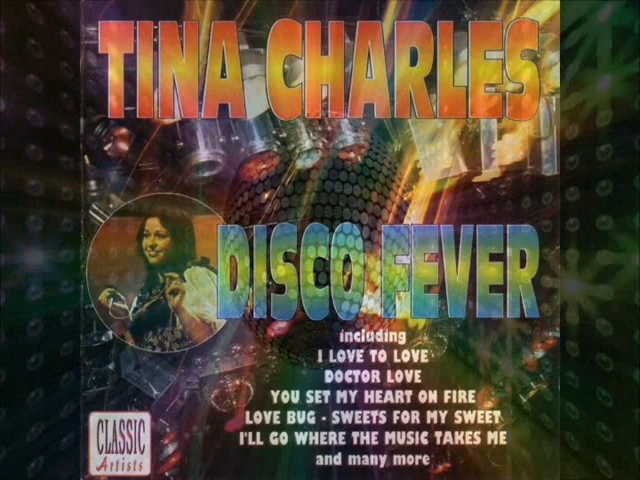 TINA CHARLES
DISCO FEVER
including
I LOVE TO LOVE
DOCTOR LOVE
YOU SET MY HEART ON FIRE
LOVE BUG - SWEETS FOR MY SWEET
I'LL GO WHERE THE MUSIC TAKES ME
and many more
CLASSIC
Artists